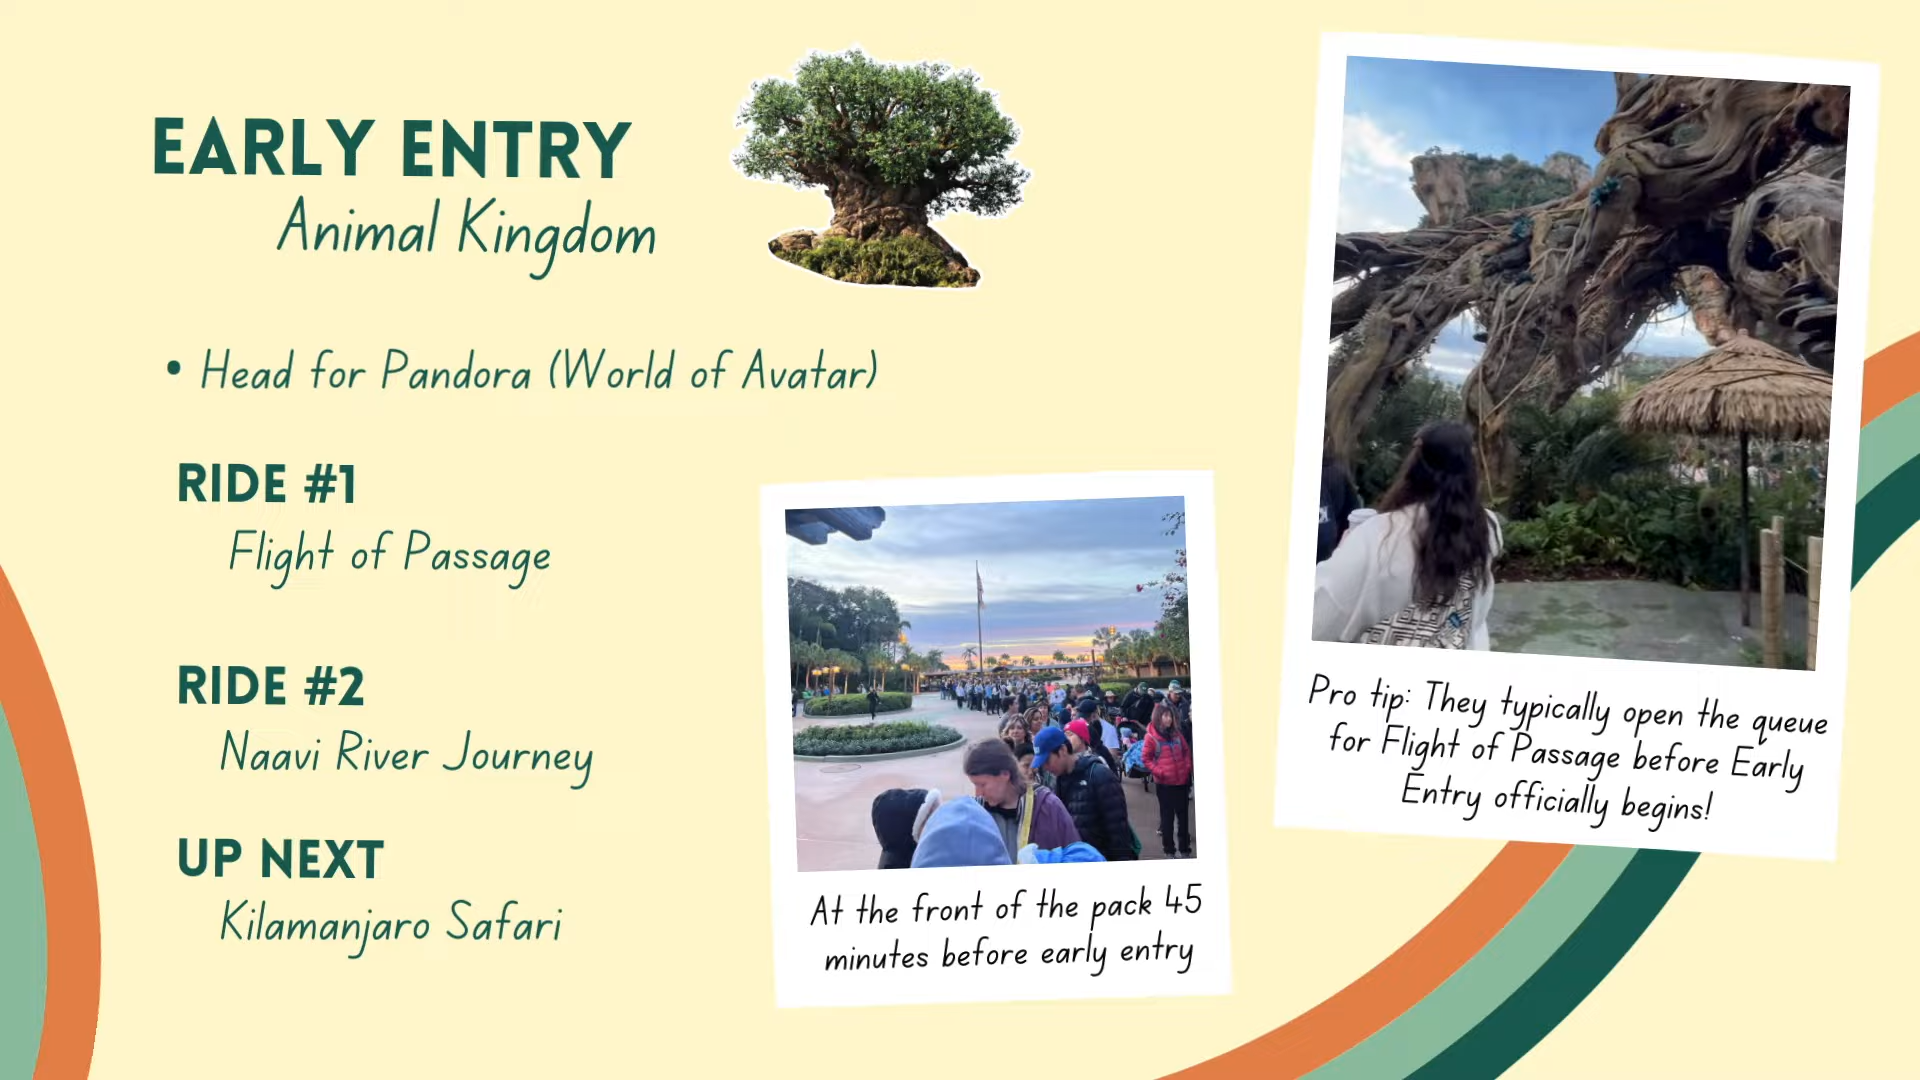 EARLY ENTRY
Animal Kingdom
• Head for Pandora (World of Avatar)
RIDE #1
Flight of Passage
RIDE #2
Naavi River Journey
UP NEXT
Kilamanjaro Safari
At the front of the pack 45
minutes before early entry
Pro tip: They typically open the queue
for Flight of Passage before Early
Entry officially begins!